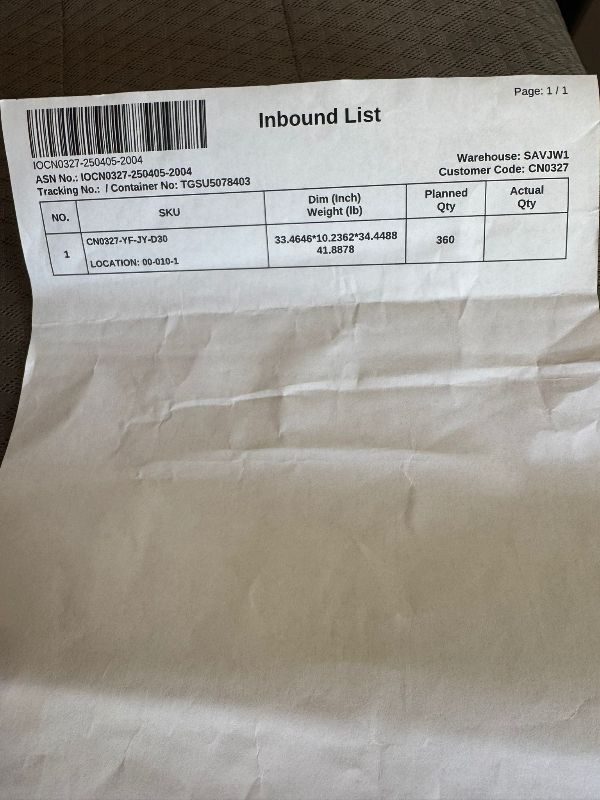 Page: 1 / 1
Inbound List
IOCN0327-250405-2004
ASN No.: IOCN0327-250405-2004
Warehouse: SAVJW1
Tracking No.: / Container No: TGSU5078403
Customer Code: CN0327
NO. SKU Dim (Inch) Weight (lb) Planned Qty Actual Qty
1 CN0327-YF-JY-D30 33.4646*10.2362*34.4488 360
LOCATION: 00-010-1 41.8878